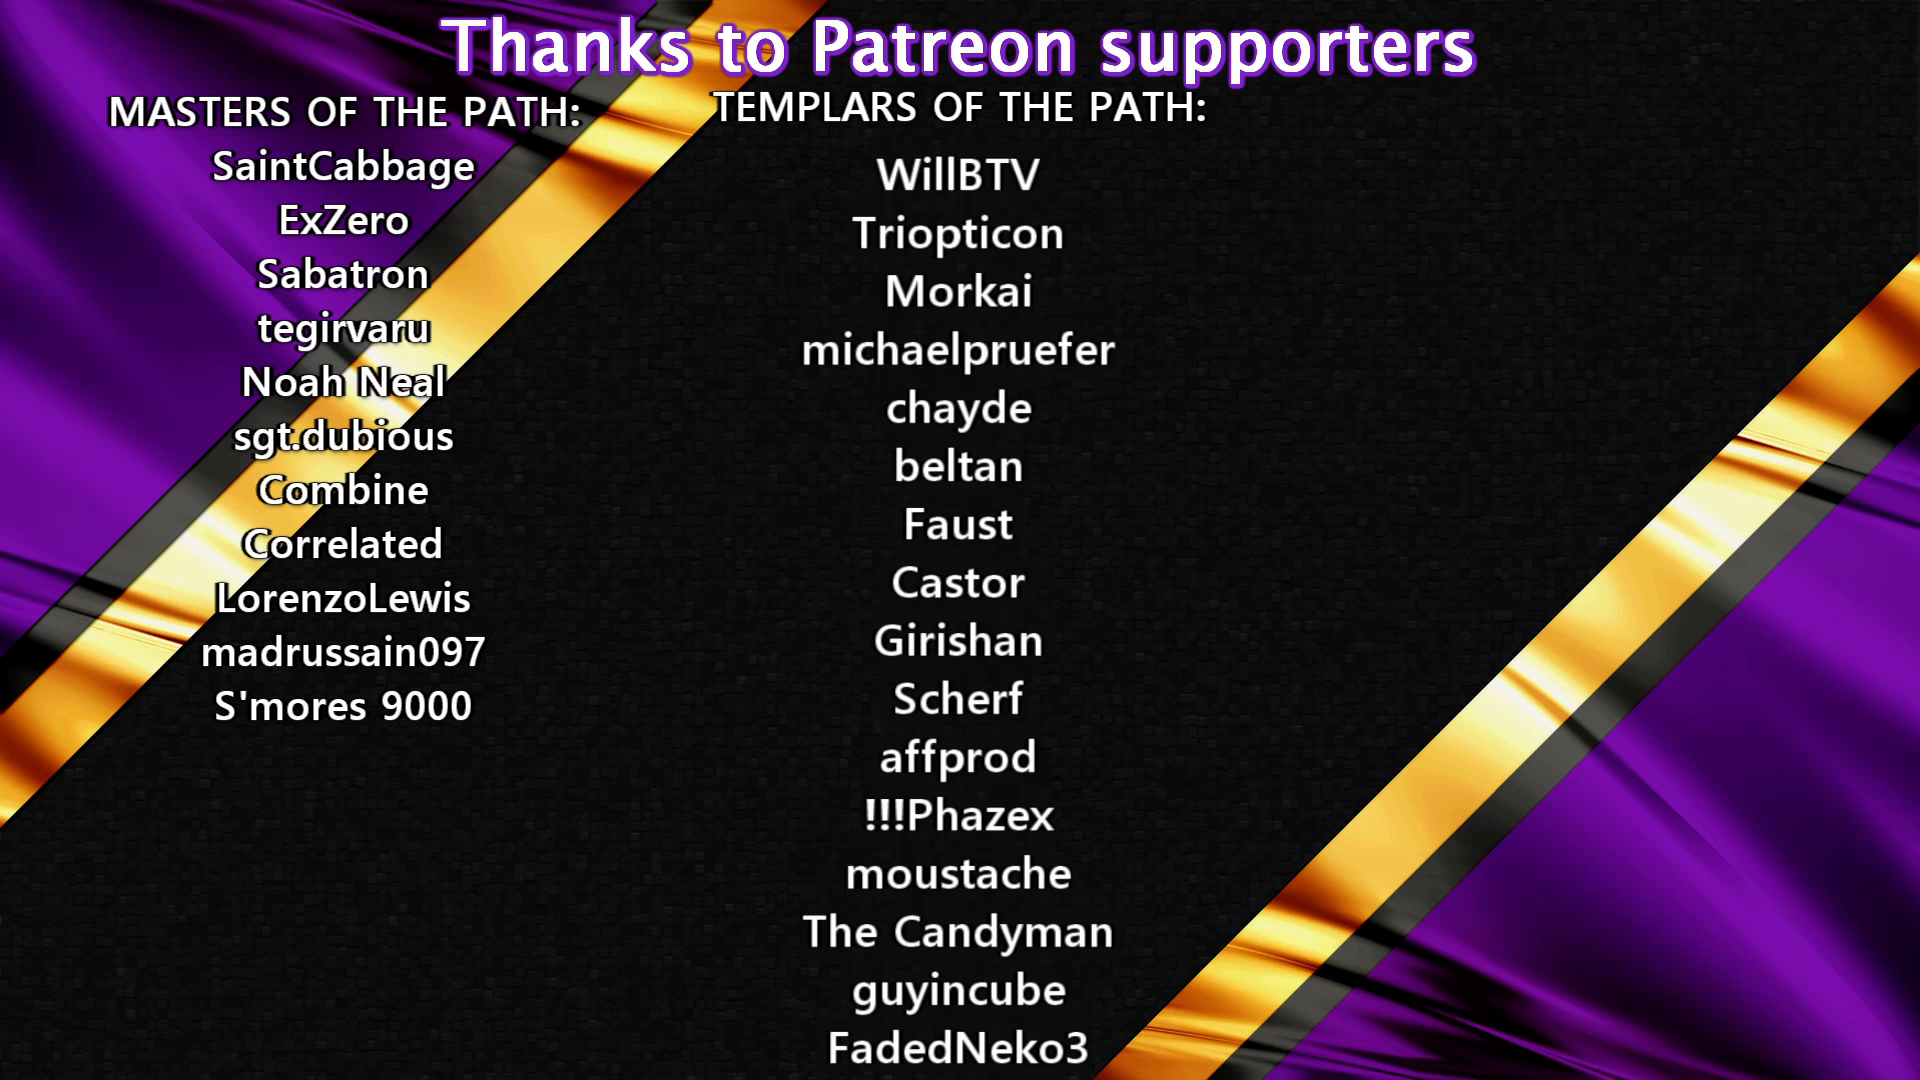 Thanks to Patreon supporters
MASTERS OF THE PATH:
SaintCabbage
ExZero
Sabatron
tegirvaru
Noah Neal
sgt.dubious
Combine
Correlated
LorenzoLewis
madrussain097
S'mores 9000
TEMPLARS OF THE PATH:
WillBTV
Triopticon
Morkai
michaelpruefer
chayde
beltan
Faust
Castor
Girishan
Scherf
affprod
!!!Phazex
moustache
The Candyman
guyincube
FadedNeko3